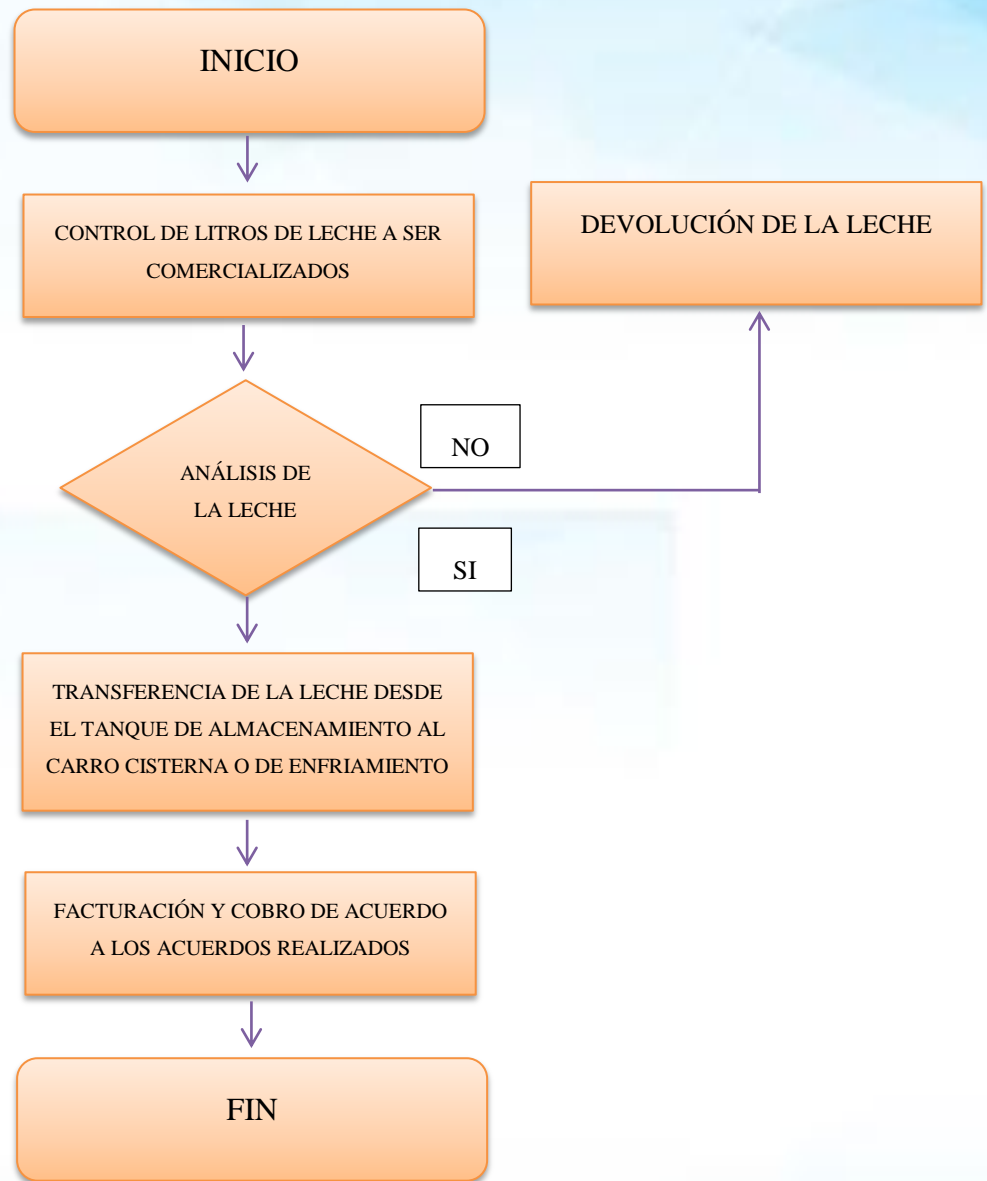 INICIO
CONTROL DE LITROS DE LECHE A SER
COMERCIALIZADOS
DEVOLUCIÓN DE LA LECHE
ANÁLISIS DE
LA LECHE
NO
SI
TRANSFERENCIA DE LA LECHE DESDE
EL TANQUE DE ALMACENAMIENTO AL
CARRO CISTERNA O DE ENFRIAMIENTO
FACTURACIÓN Y COBRO DE ACUERDO
A LOS ACUERDOS REALIZADOS
FIN